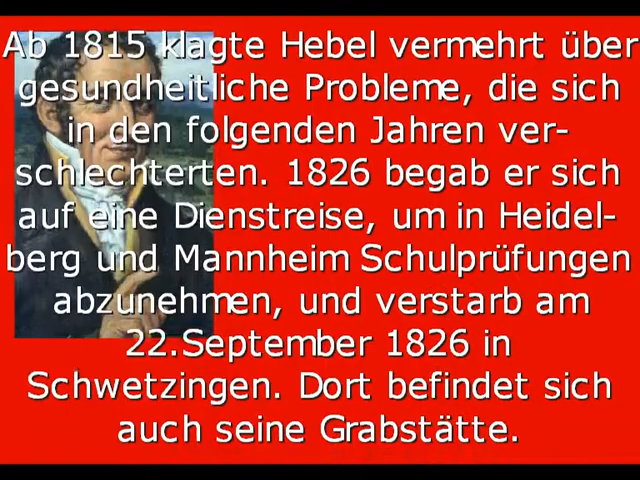 Ab 1815 klagte Hebel vermehrt über
gesundheitliche Probleme, die sich
in den folgenden Jahren ver-
schlechterten. 1826 begab er sich
auf eine Dienstreise, um in Heidel-
berg und Mannheim Schulprüfungen
abzunehmen, und verstarb am
22.September 1826 in
Schwetzingen. Dort befindet sich
auch seine Grabstätte.